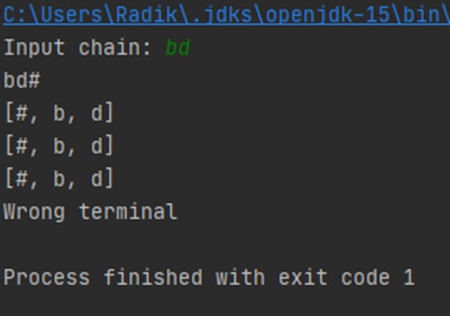 C:\Users\Radik\.jdks\openjdk-15\bin\
Input chain: bd
bd#
[#, b, d]
[#, b, d]
[#, b, d]
Wrong terminal
Process finished with exit code 1